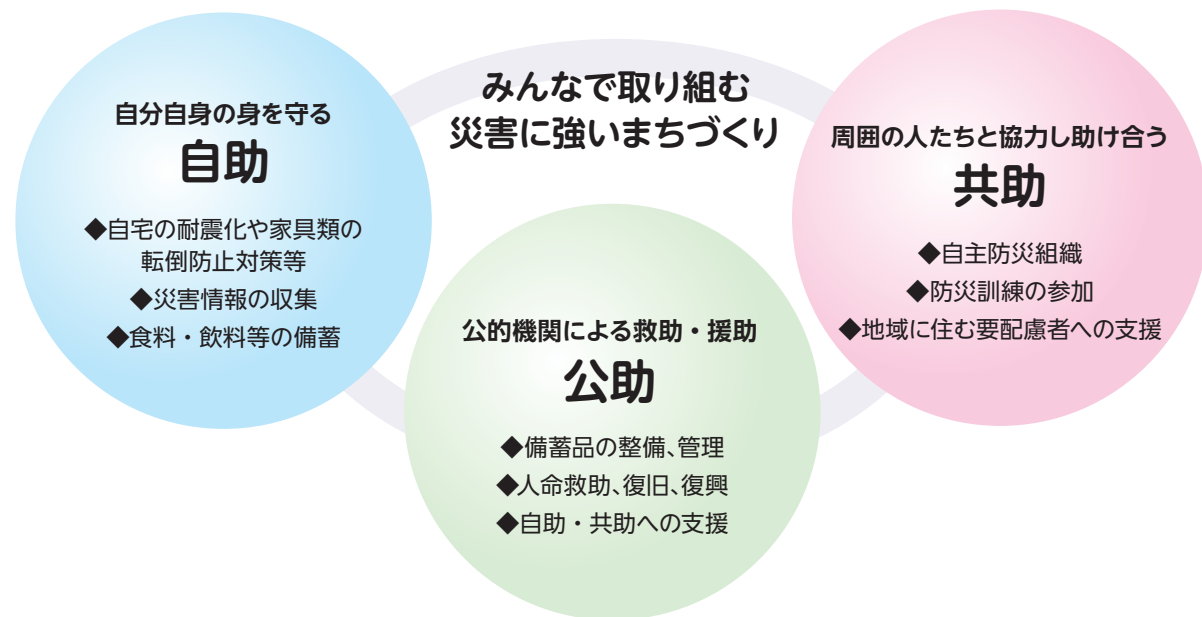 みんなで取り組む
災害に強いまちづくり
自分自身の身を守る
自助
◆自宅の耐震化や家具類の
転倒防止対策等
◆災害情報の収集
◆食料・飲料等の備蓄
周囲の人たちと協力し助け合う
共助
◆自主防災組織
◆防災訓練の参加
◆地域に住む要配慮者への支援
公的機関による救助・援助
公助
◆備蓄品の整備、管理
◆人命救助、復旧、復興
◆自助・共助への支援